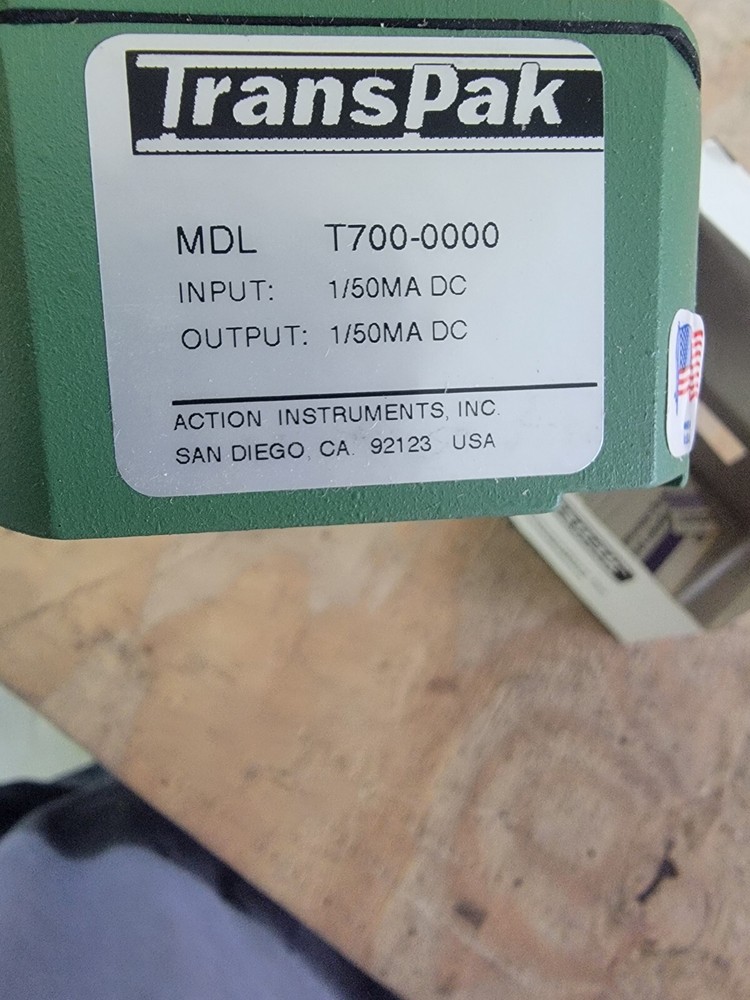 TransPak
MDL T700-0000
INPUT: 1/50MA DC
OUTPUT: 1/50MA DC
ACTION INSTRUMENTS, INC.
SAN DIEGO, CA. 92123 USA